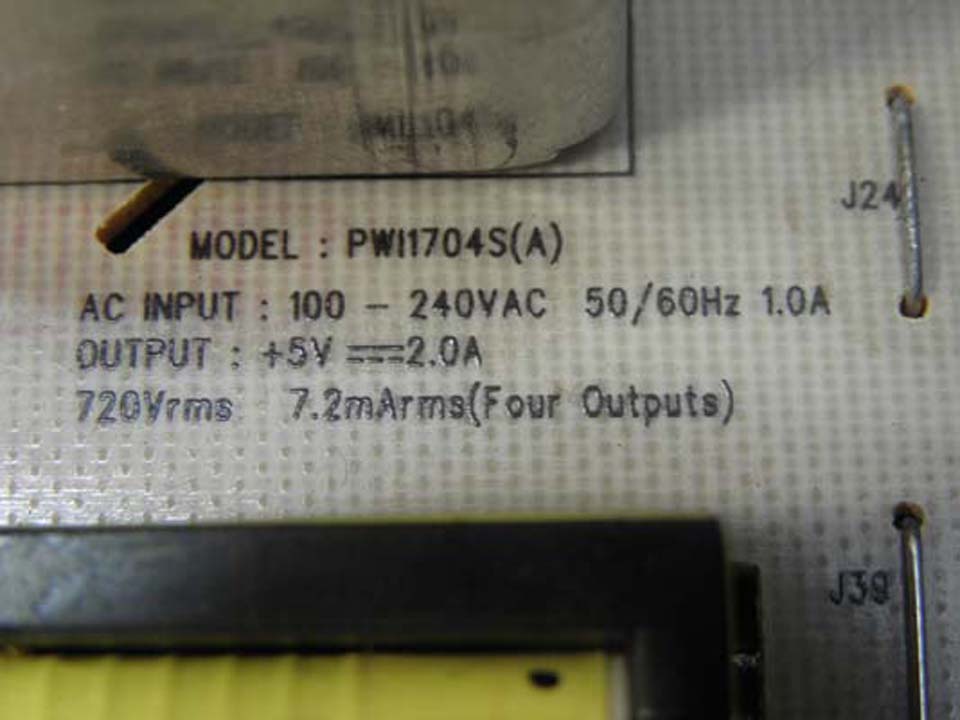 MODEL : PWI1704S(A)
AC INPUT : 100 - 240VAC 50/60Hz 1.0A
OUTPUT : +5V ⎓2.0A
720Vrms 7.2mArms(Four Outputs)
J24
J39